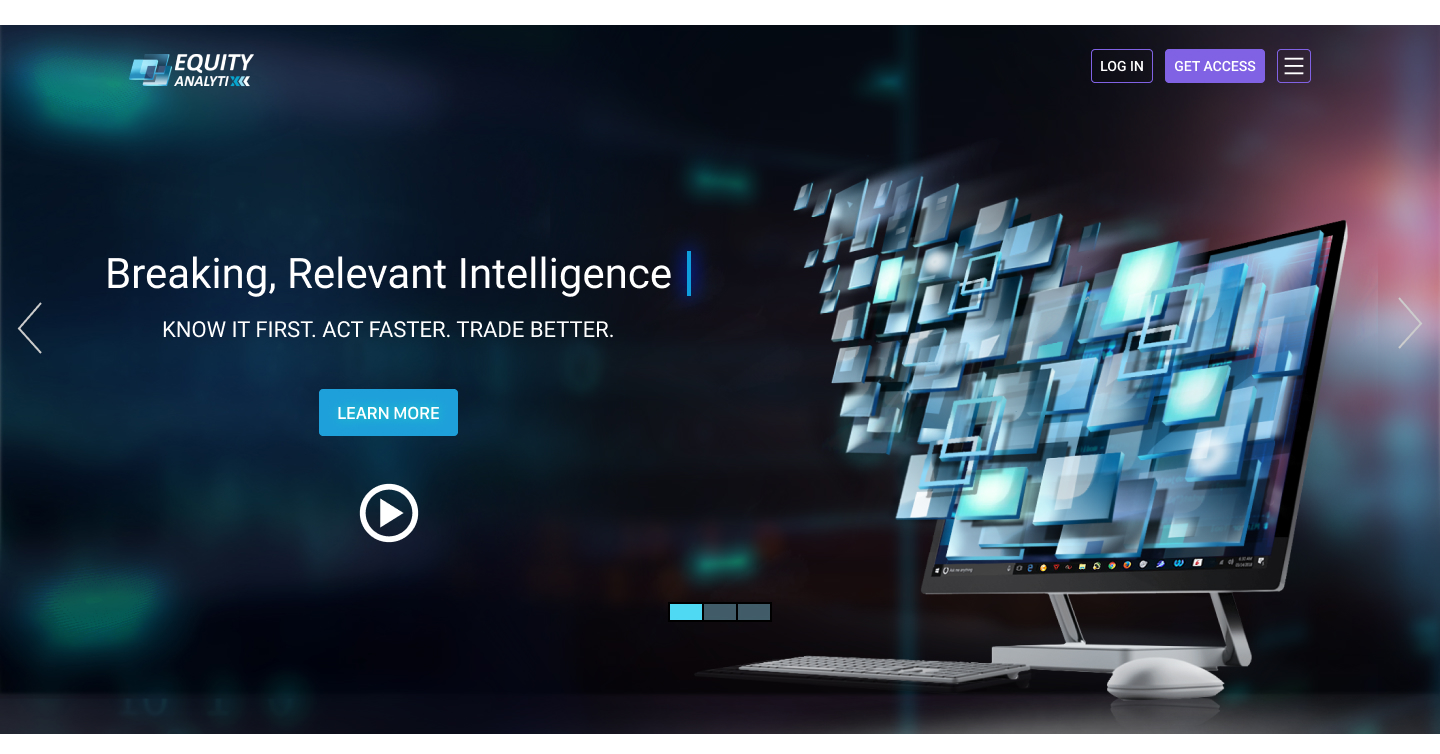 EQUITY
ANALYTIX
LOG IN
GET ACCESS
Breaking, Relevant Intelligence
KNOW IT FIRST. ACT FASTER. TRADE BETTER.
LEARN MORE